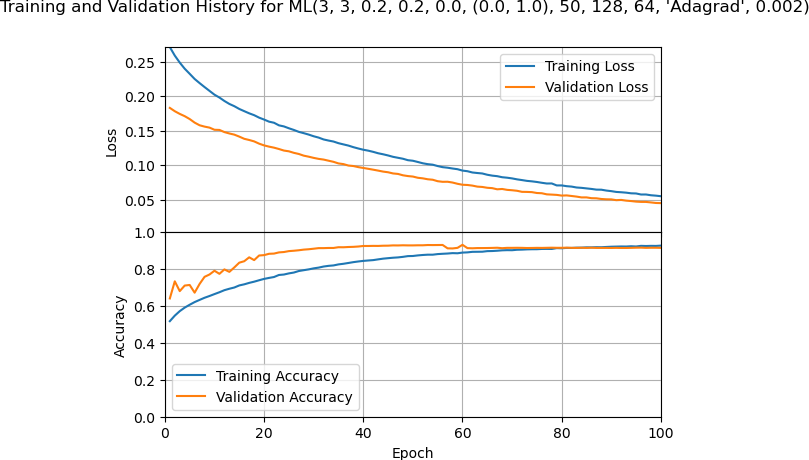 Training and Validation History for ML(3, 3, 0.2, 0.2, 0.0, (0.0, 1.0), 50, 128, 64, 'Adagrad', 0.002)
0.25
0.20
0.15
0.10
0.05
Loss
Training Loss
Validation Loss
1.0
0.8
0.6
0.4
0.2
0.0
Accuracy
Training Accuracy
Validation Accuracy
0 20 40 60 80 100
Epoch